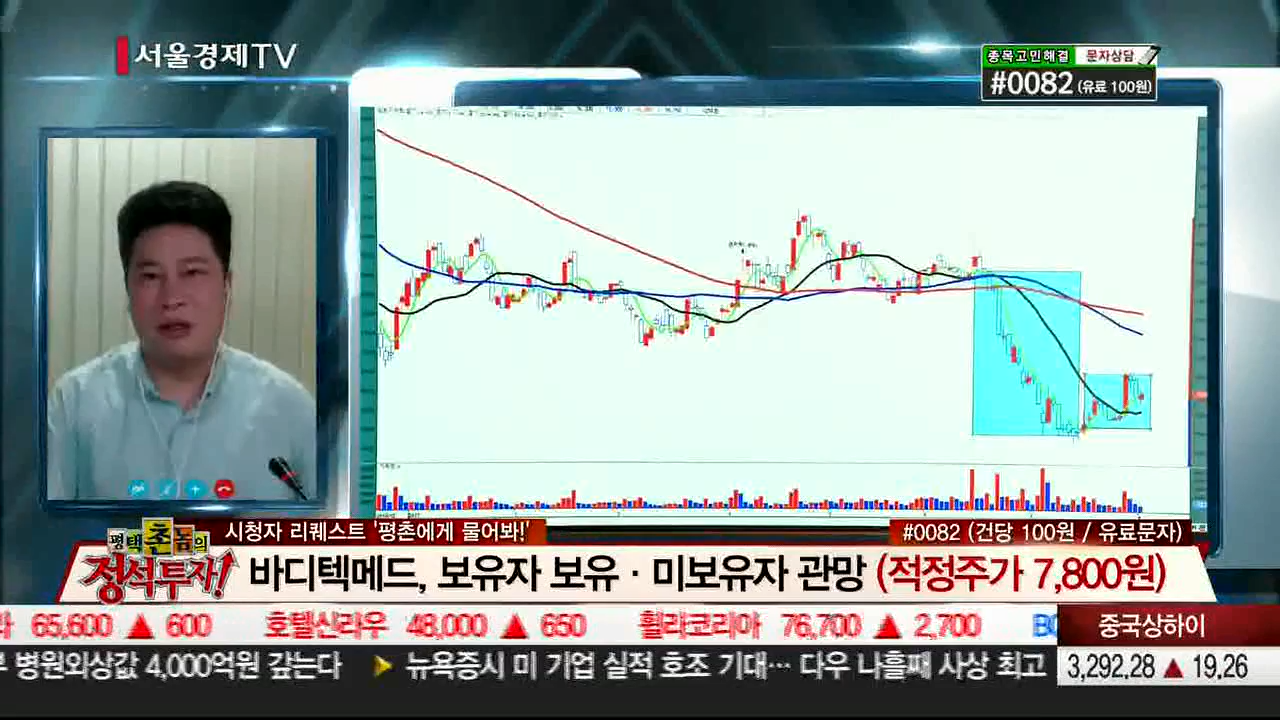 서울경제TV
종목고민해결 문자상담
#0082 (유료 100원)
시청자 리퀘스트 '평촌에게 물어봐!'
#0082 (건당 100원 / 유료문자)
평택촌놈의
정석투자!
바디텍메드, 보유자 보유 · 미보유자 관망 (적정주가 7,800원)
65,600 ▲ 600 호텔신라우 48,000 ▲ 650 휠라코리아 76,700 ▲ 2,700
중국상하이
병원외상값 4,000억원 갚는다 ▶ 뉴욕증시 미 기업 실적 호조 기대… 다우 나흘째 사상 최고
3,292.28 ▲ 19.26